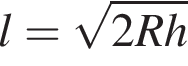 l = √(2Rh)